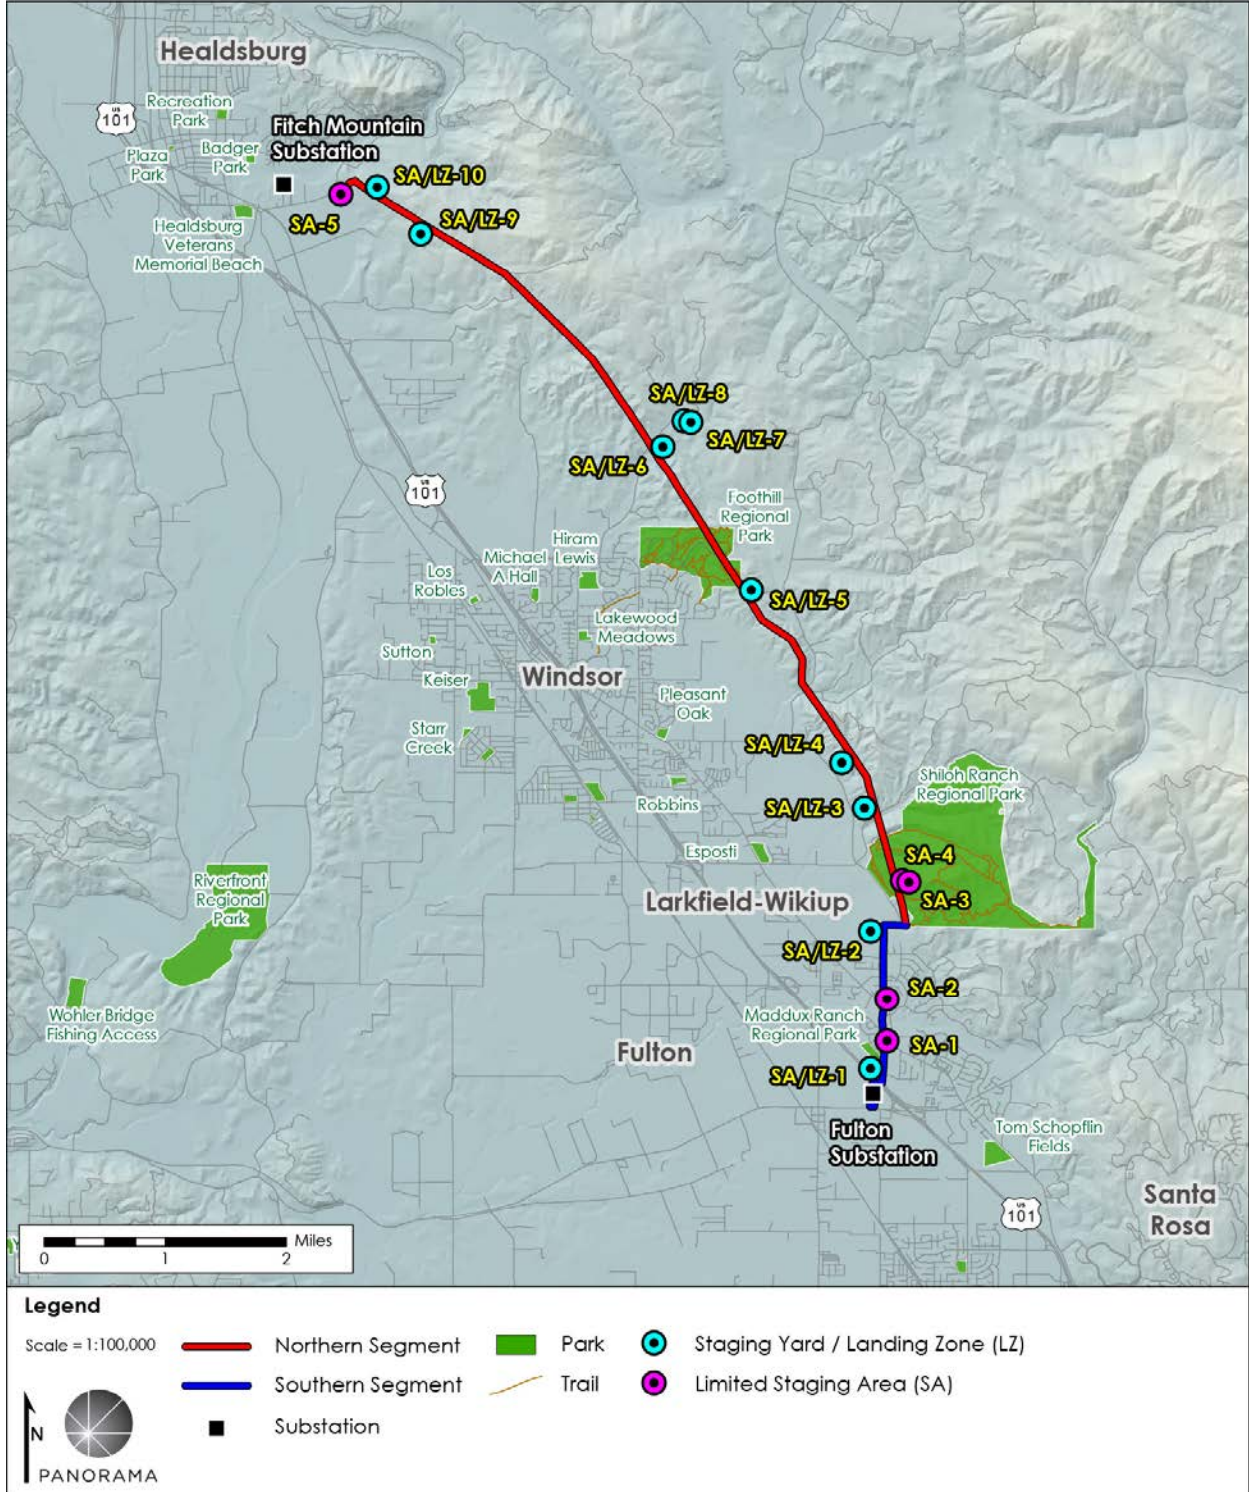 Healdsburg
Recreation
Park
US
101
Fitch Mountain
Substation
Plaza
Park
Badger
Park
SA/LZ-10
SA-5
SA/LZ-9
Healdsburg
Veterans
Memorial Beach
SA/LZ-8
SA/LZ-7
SA/LZ-6
US
101
Foothill
Regional
Park
Hiram
Lewis
Michael
A Hall
Los
Robles
SA/LZ-5
Lakewood
Meadows
Sutton
Windsor
Keiser
Pleasant
Oak
Starr
Creek
SA/LZ-4
Shiloh Ranch
Regional Park
SA/LZ-3
Robbins
Esposti
SA-4
SA-3
Riverfront
Regional
Park
Larkfield-Wikiup
SA/LZ-2
SA-2
Wohler Bridge
Fishing Access
Maddux Ranch
Regional Park
SA-1
Fulton
SA/LZ-1
Fulton
Substation
Tom Schopflin
Fields
US
101
Santa
Rosa
Miles
0 1 2
Legend
Scale = 1:100,000
Northern Segment
Park
Staging Yard / Landing Zone (LZ)
Southern Segment
Trail
Limited Staging Area (SA)
Substation
N
PANORAMA